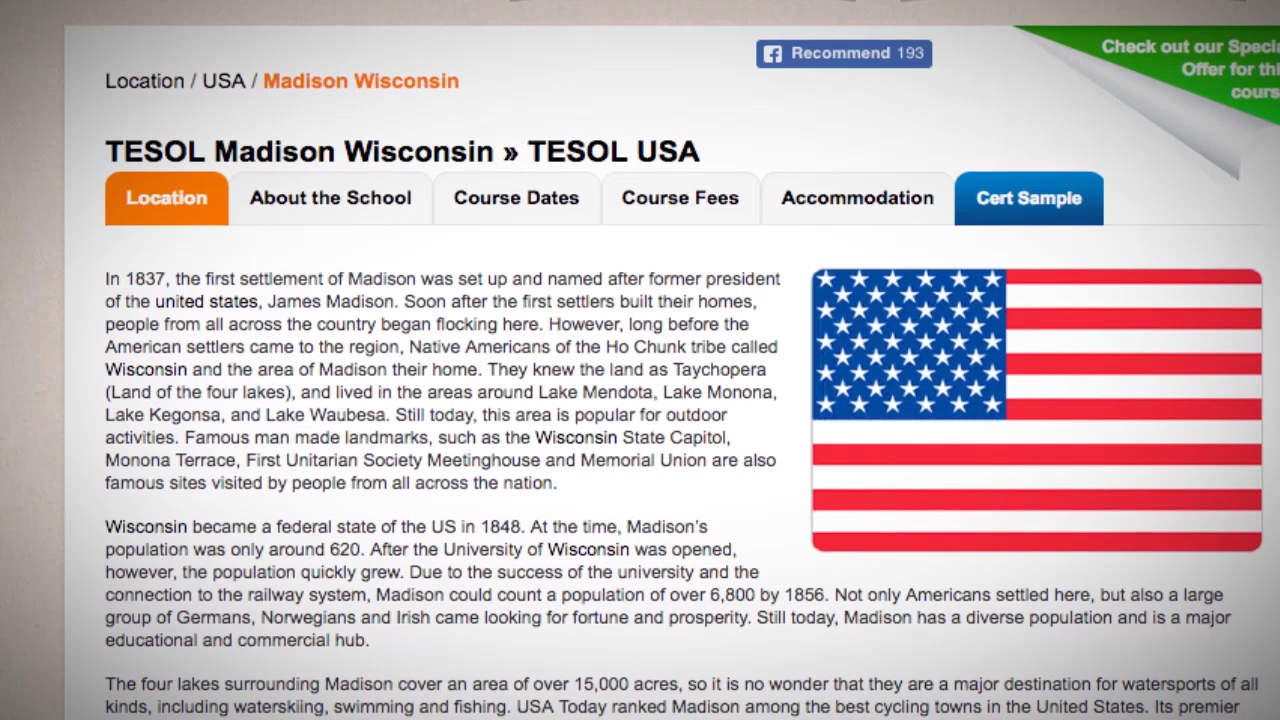 Recommend 193
Check out our
Offer for
Location / USA / Madison Wisconsin
TESOL Madison Wisconsin » TESOL USA
Location
About the School
Course Dates
Course Fees
Accommodation
Cert Sample
In 1837, the first settlement of Madison was set up and named after former president
of the united states, James Madison. Soon after the first settlers built their homes,
people from all across the country began flocking here. However, long before the
American settlers came to the region, Native Americans of the Ho Chunk tribe called
Wisconsin and the area of Madison their home. They knew the land as Taychopera
(Land of the four lakes), and lived in the areas around Lake Mendota, Lake Monona,
Lake Kegonsa, and Lake Waubesa. Still today, this area is popular for outdoor
activities. Famous man made landmarks, such as the Wisconsin State Capitol,
Monona Terrace, First Unitarian Society Meetinghouse and Memorial Union are also
famous sites visited by people from all across the nation.
Wisconsin became a federal state of the US in 1848. At the time, Madison's
population was only around 620. After the University of Wisconsin was opened,
however, the population quickly grew. Due to the success of the university and the
connection to the railway system, Madison could count a population of over 6,800 by 1856. Not only Americans settled here, but also a large
group of Germans, Norwegians and Irish came looking for fortune and prosperity. Still today, Madison has a diverse population and is a major
educational and commercial hub.
The four lakes surrounding Madison cover an area of over 15,000 acres, so it is no wonder that they are a major destination for watersports of all
kinds, including waterskiing, swimming and fishing. USA Today ranked Madison among the best cycling towns in the United States. Its premier